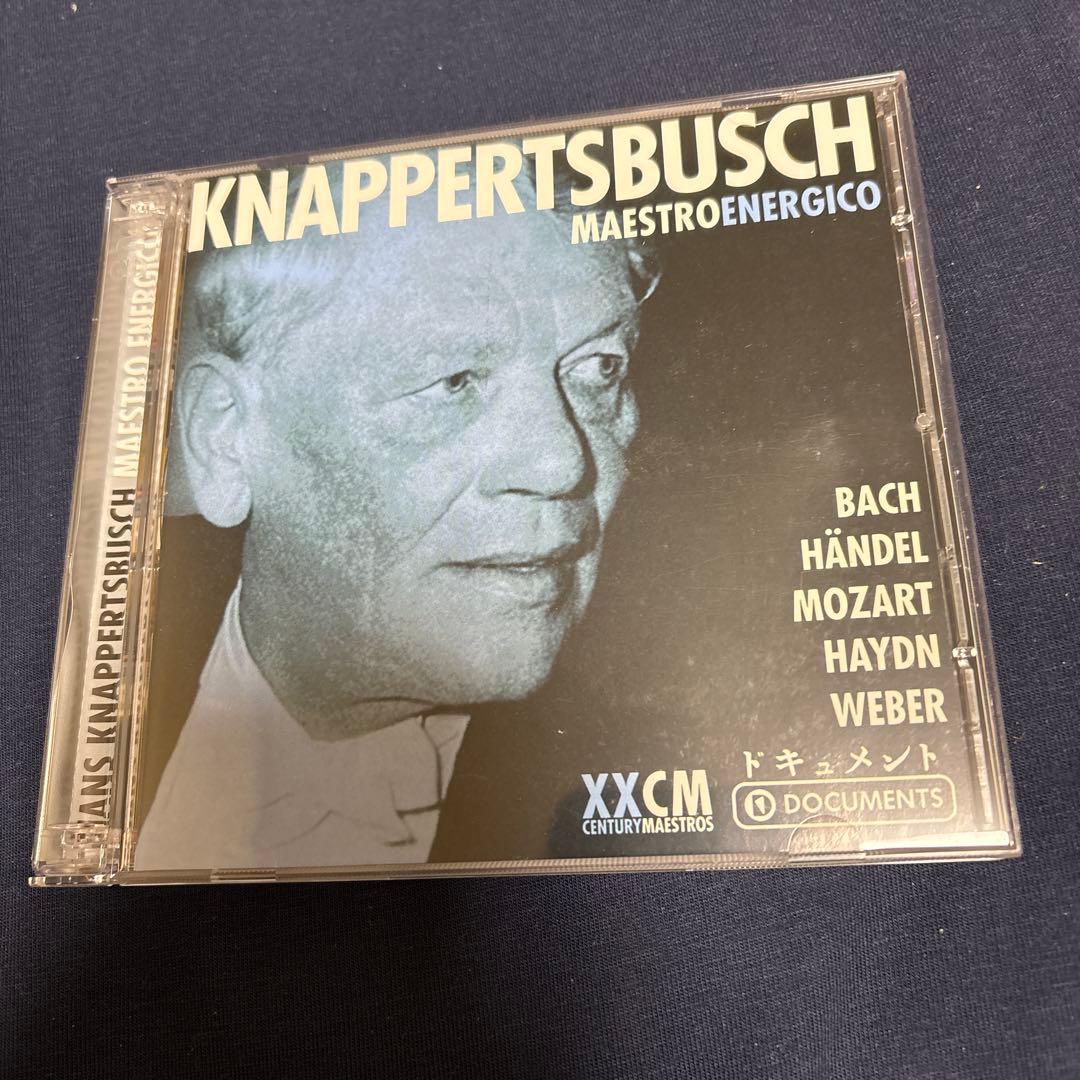 KNAPPERTSBUSCH
MAESTROENERGICO
HANS KNAPPERTSBUSCH MAESTRO ENERGICO
BACH
HÄNDEL
MOZART
HAYDN
WEBER
XXCM
CENTURYMAESTROS
ドキュメント
DOCUMENTS